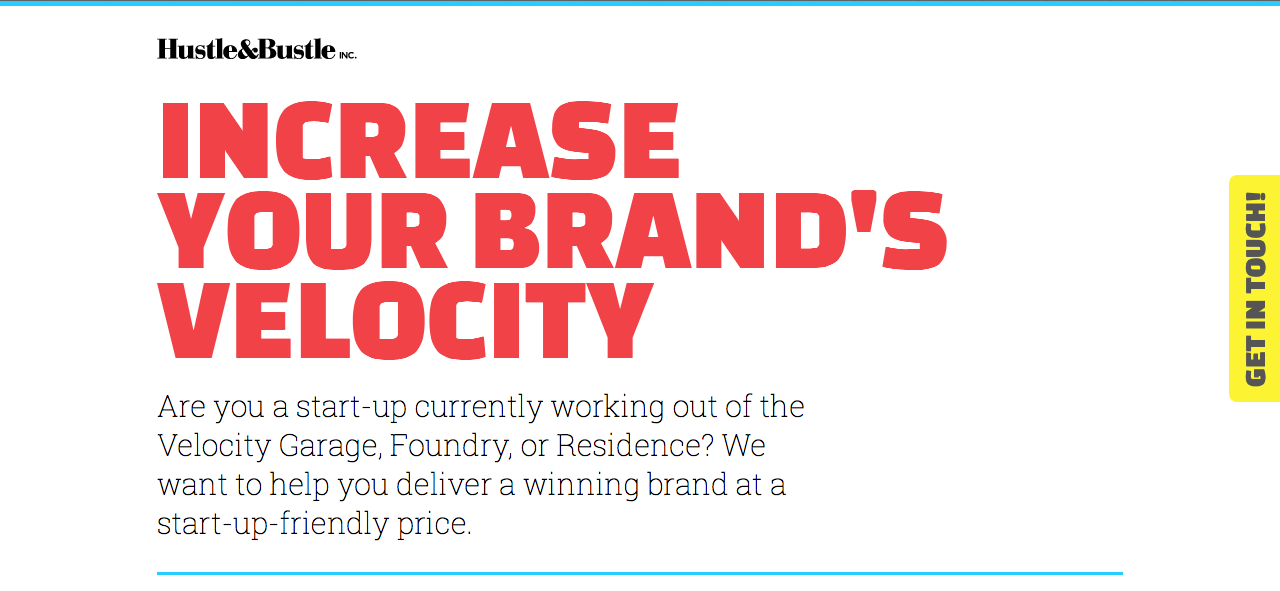 Hustle&Bustle INC.
INCREASE
YOUR BRAND'S
VELOCITY
Are you a start-up currently working out of the
Velocity Garage, Foundry, or Residence? We
want to help you deliver a winning brand at a
start-up-friendly price.
GET IN TOUCH!